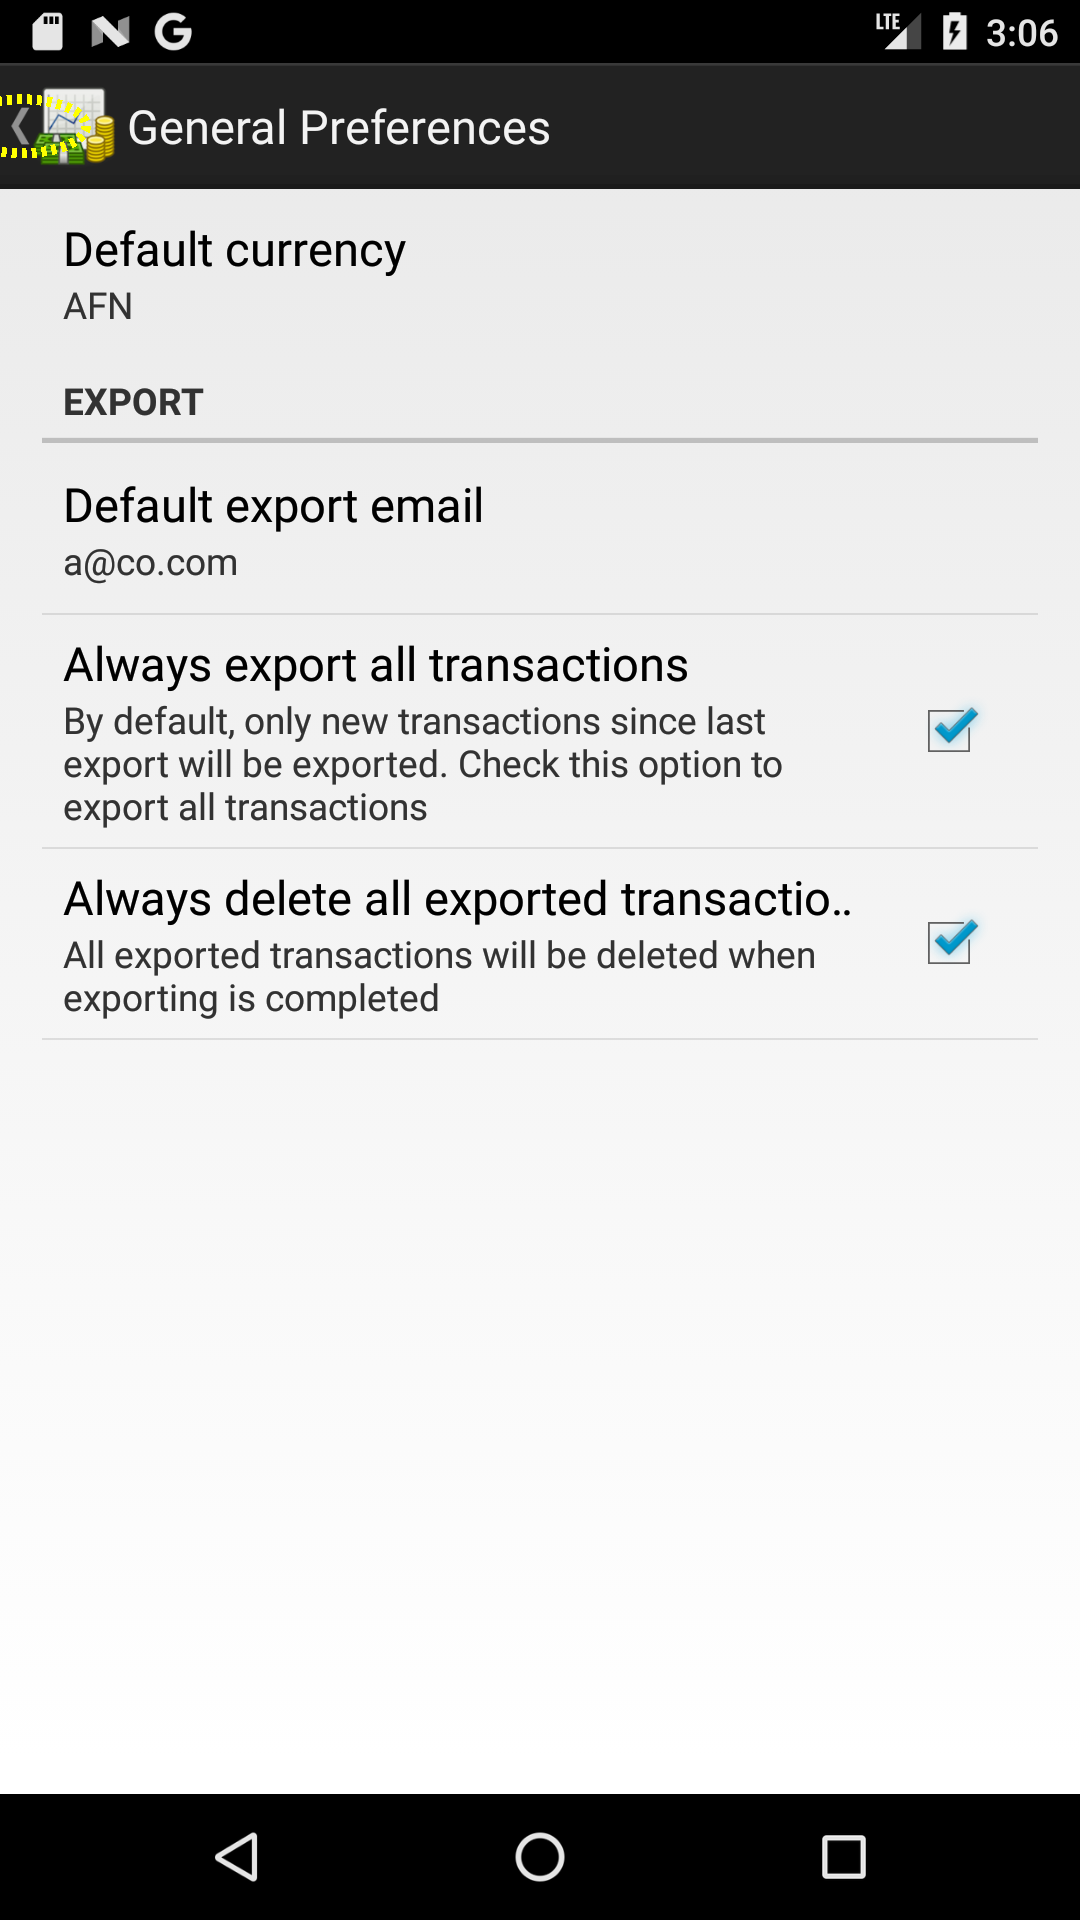 LTE 3:06
General Preferences
Default currency
AFN
EXPORT
Default export email
a@co.com
Always export all transactions
By default, only new transactions since last
export will be exported. Check this option to
export all transactions
Always delete all exported transactio..
All exported transactions will be deleted when
exporting is completed